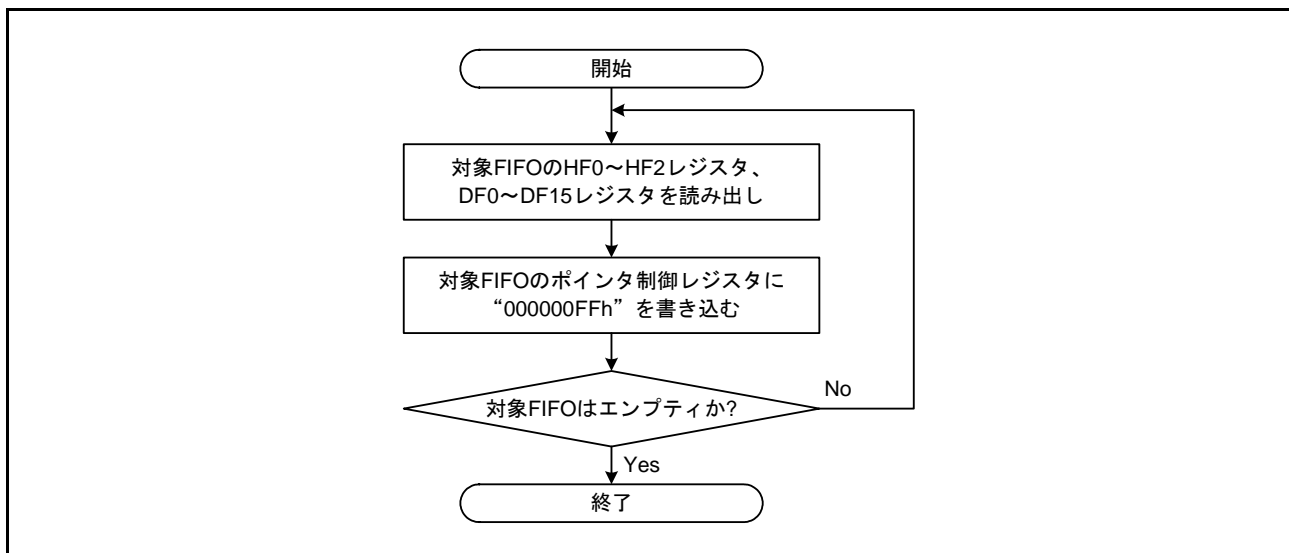 開始
対象FIFOのHF0～HF2レジスタ、
DF0～DF15レジスタを読み出し
対象FIFOのポインタ制御レジスタに
“000000FFh”を書き込む
対象FIFOはエンプティか?
No
Yes
終了